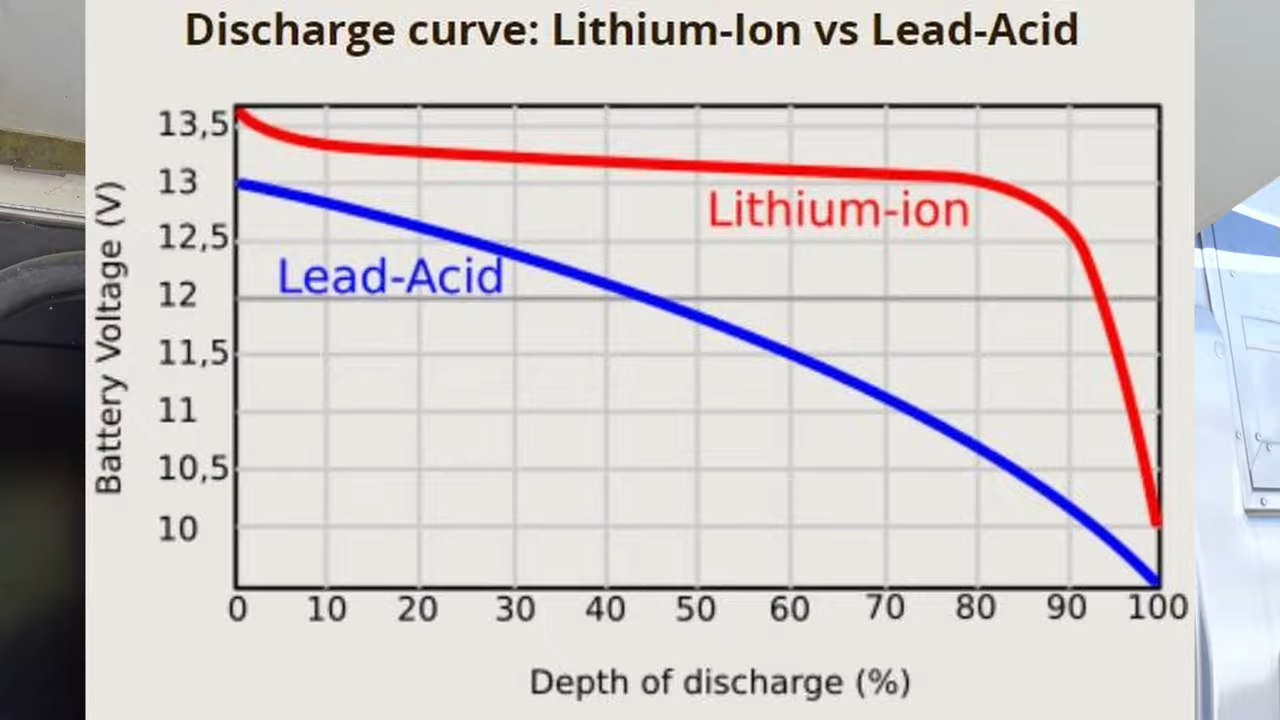 Discharge curve: Lithium-Ion vs Lead-Acid
Battery Voltage (V)
13,5
13
12,5
12
11,5
11
10,5
10
Lithium-ion
Lead-Acid
0 10 20 30 40 50 60 70 80 90 100
Depth of discharge (%)